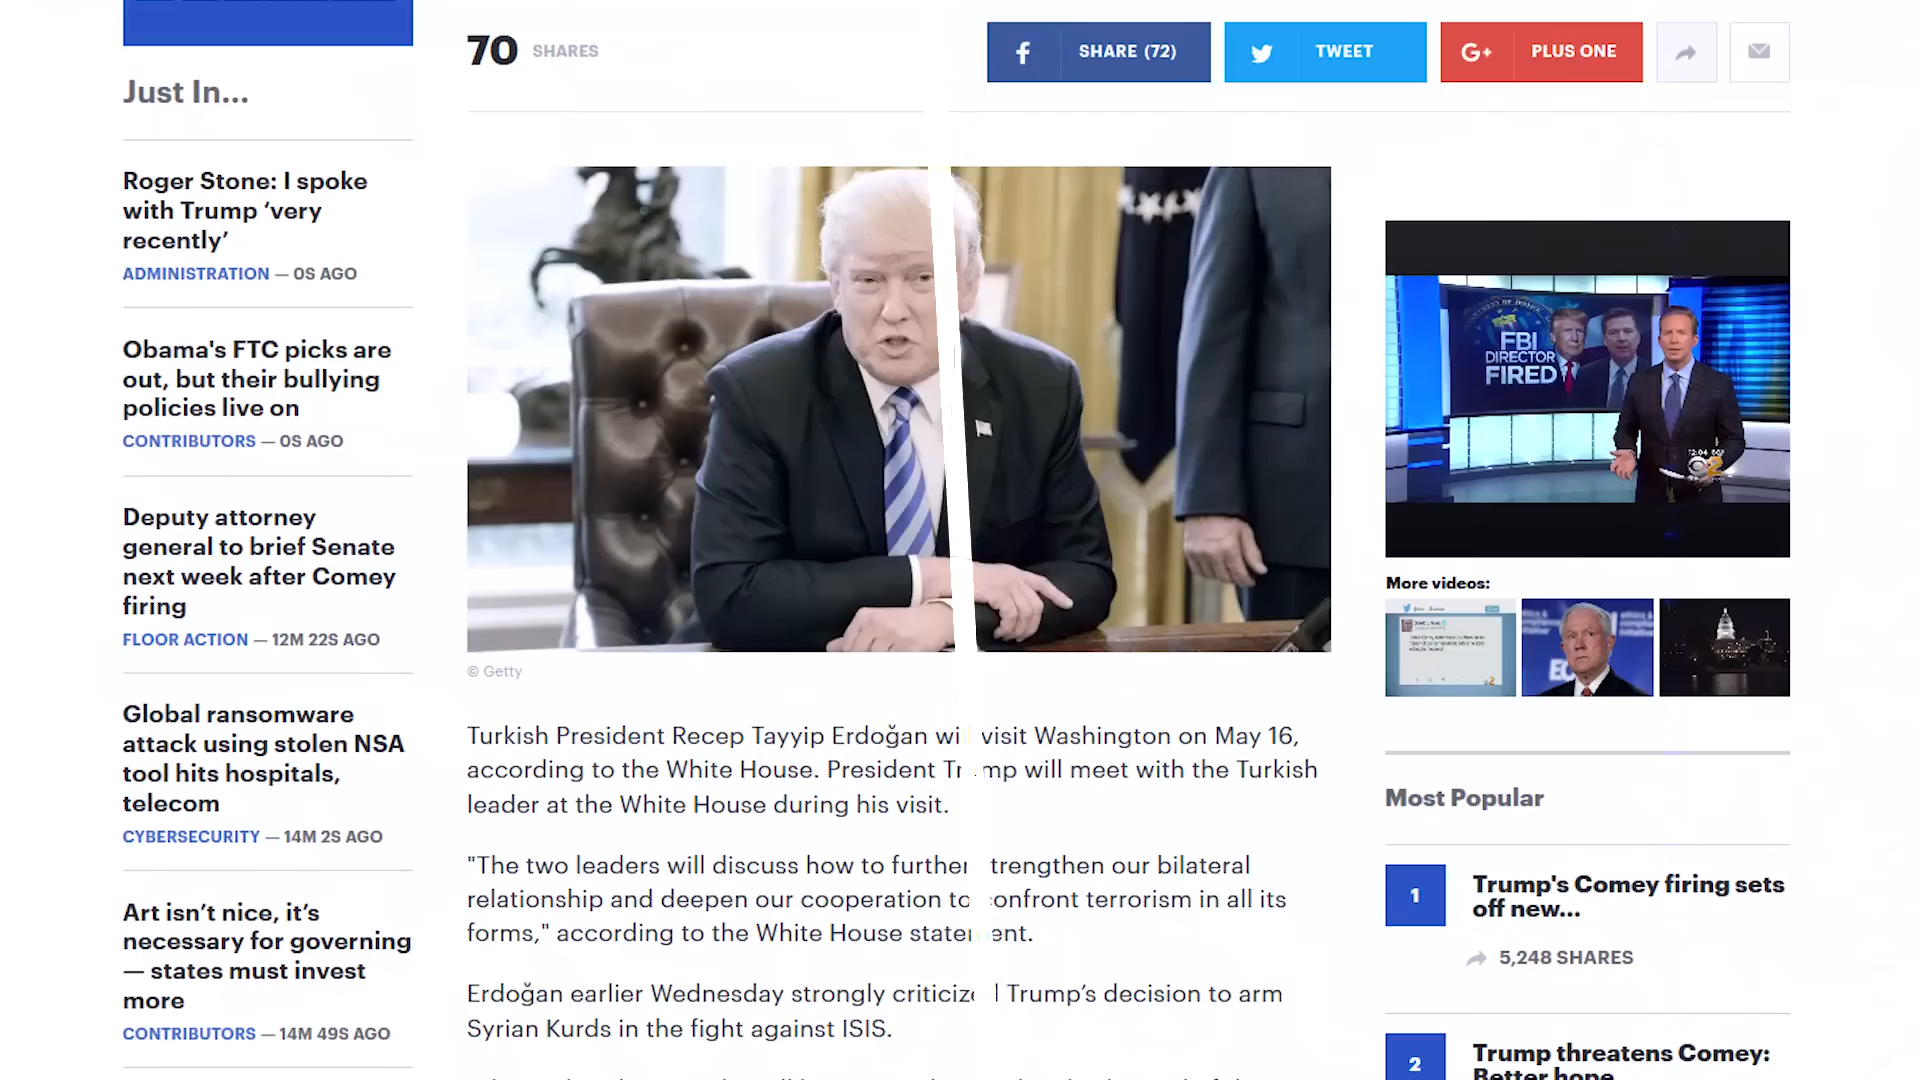 70 SHARES
SHARE (72)
TWEET
G+ PLUS ONE
Just In...
Roger Stone: I spoke
with Trump ‘very
recently’
ADMINISTRATION — 0S AGO
Obama's FTC picks are
out, but their bullying
policies live on
CONTRIBUTORS — 0S AGO
Deputy attorney
general to brief Senate
next week after Comey
firing
FLOOR ACTION — 12M 22S AGO
Global ransomware
attack using stolen NSA
tool hits hospitals,
telecom
CYBERSECURITY — 14M 2S AGO
Art isn’t nice, it’s
necessary for governing
— states must invest
more
CONTRIBUTORS — 14M 49S AGO
© Getty
Turkish President Recep Tayyip Erdoğan wi visit Washington on May 16,
according to the White House. President Tr mp will meet with the Turkish
leader at the White House during his visit.
"The two leaders will discuss how to further trengthen our bilateral
relationship and deepen our cooperation to confront terrorism in all its
forms," according to the White House state ent.
Erdoğan earlier Wednesday strongly criticize Trump’s decision to arm
Syrian Kurds in the fight against ISIS.
FBI
DIRECTOR
FIRED
More videos:
Most Popular
1
Trump's Comey firing sets
off new...
5,248 SHARES
2
Trump threatens Comey:
Better hope